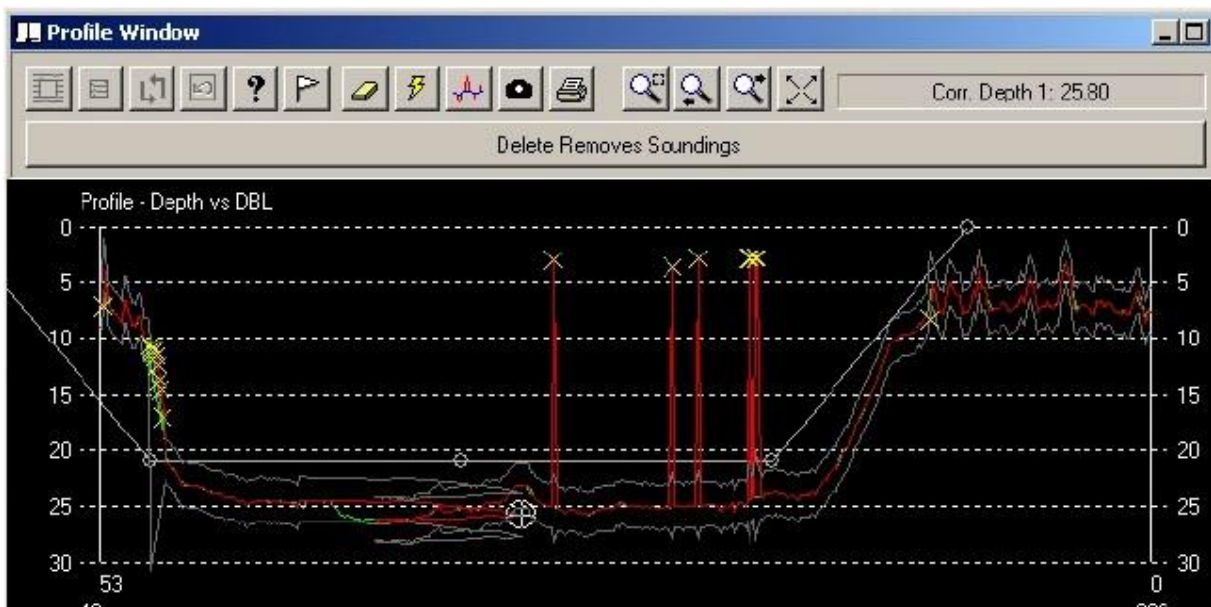 Profile Window
Corr. Depth 1: 25.80
Delete Removes Soundings
Profile - Depth vs DBL
0 0
5 5
10 10
15 15
20 20
25 25
30 30
53 0